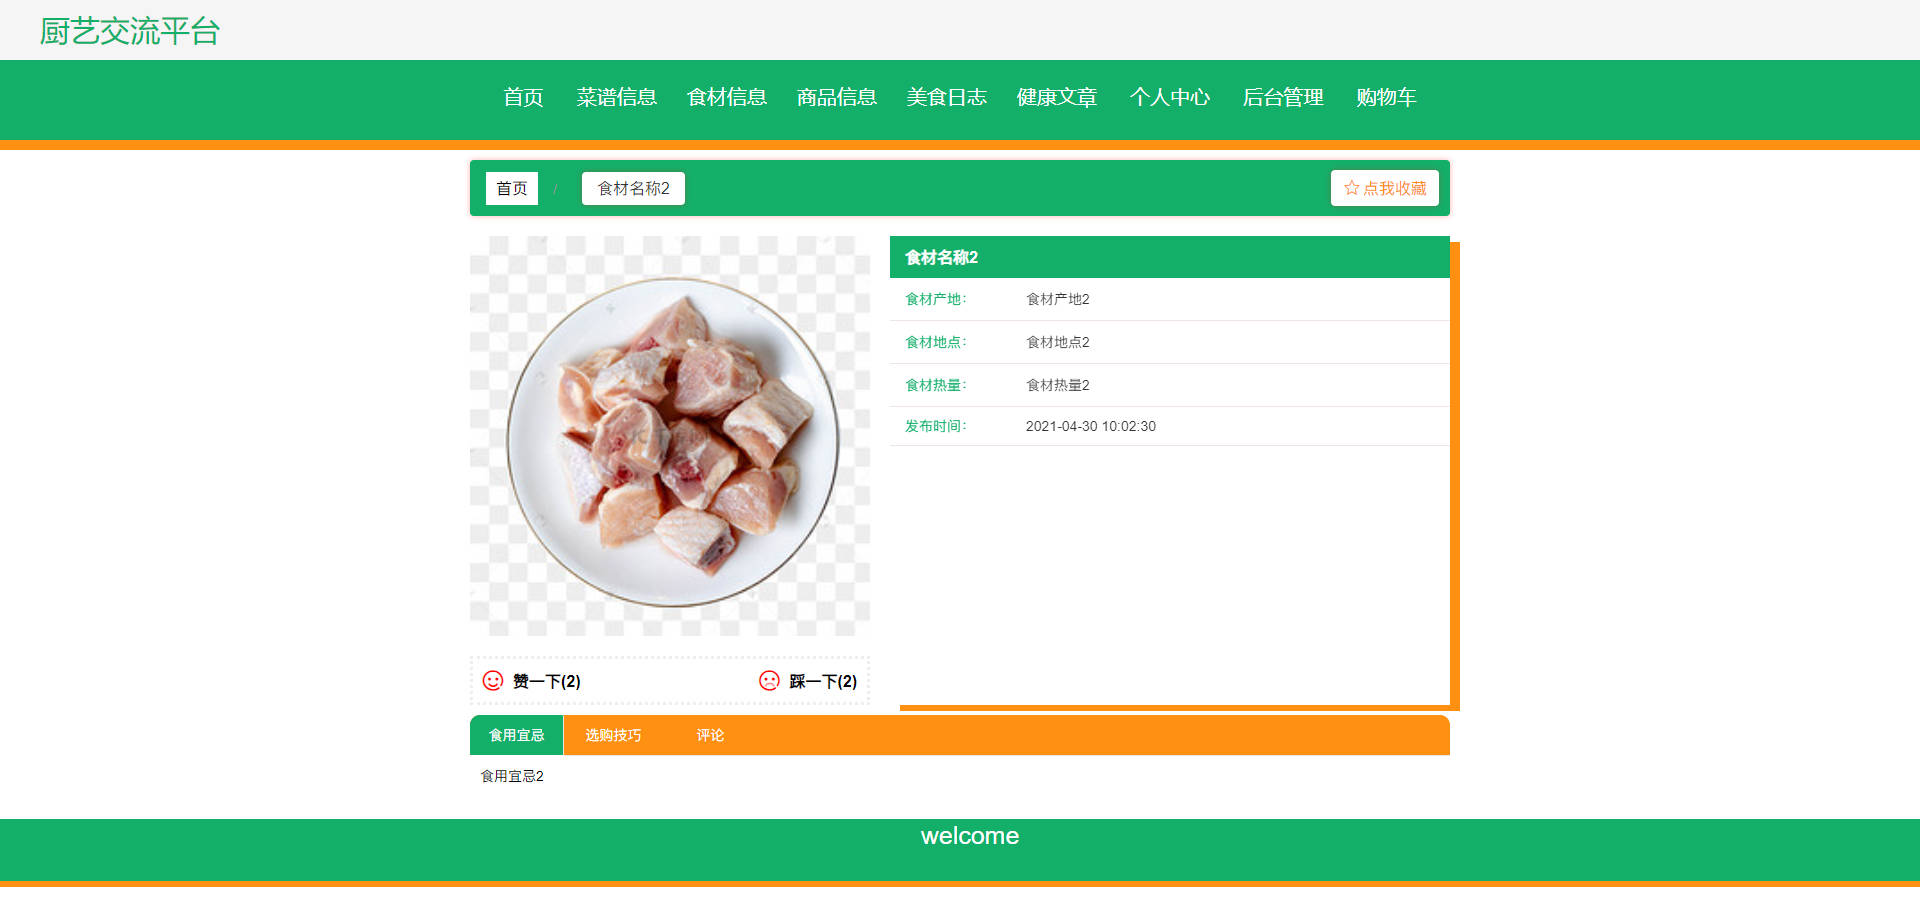 厨艺交流平台
首页 菜谱信息 食材信息 商品信息 美食日志 健康文章 个人中心 后台管理 购物车
首页 / 食材名称2 点我收藏
食材名称2
食材产地: 食材产地2
食材地点: 食材地点2
食材热量: 食材热量2
发布时间: 2021-04-30 10:02:30
赞一下(2) 踩一下(2)
食用宜忌 选购技巧 评论
食用宜忌2
welcome